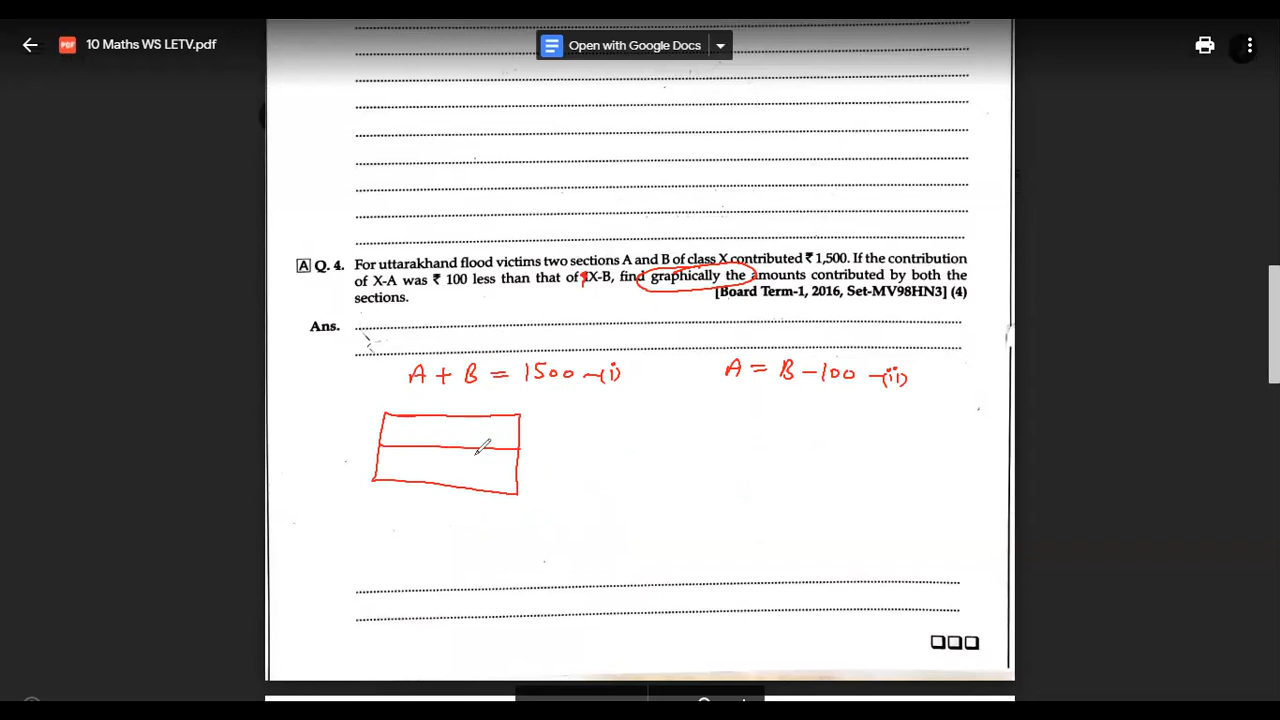 10 Maths WS LETV.pdf
Open with Google Docs
A Q. 4. For uttarakhand flood victims two sections A and B of class X contributed ₹ 1,500. If the contribution
of X-A was ₹ 100 less than that of IX-B, find graphically the amounts contributed by both the
sections. [Board Term-1, 2016, Set-MV98HN3] (4)
Ans.
A + B = 1500 -(i) A = B - 100 -(ii)